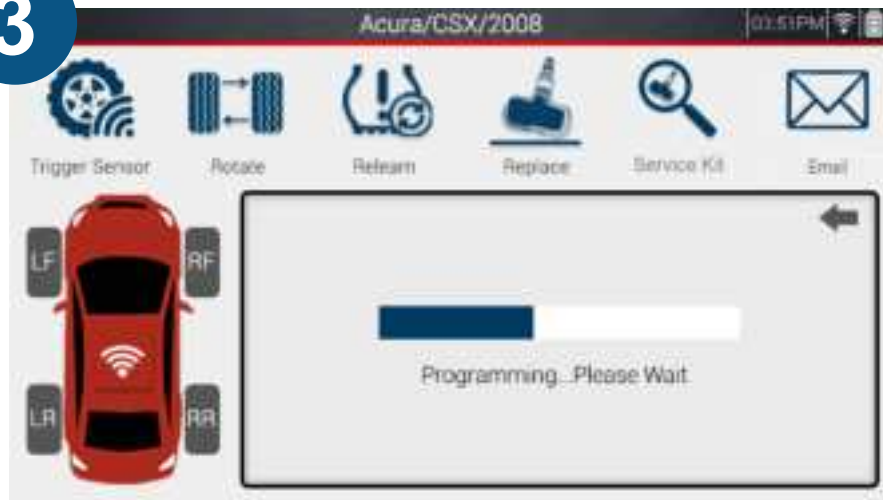 3
Acura/CSX/2008
03:51PM
Trigger Sensor
Rotate
Relearn
Replace
Service Kit
Email
LF
RF
Programming...Please Wait
LR
RR